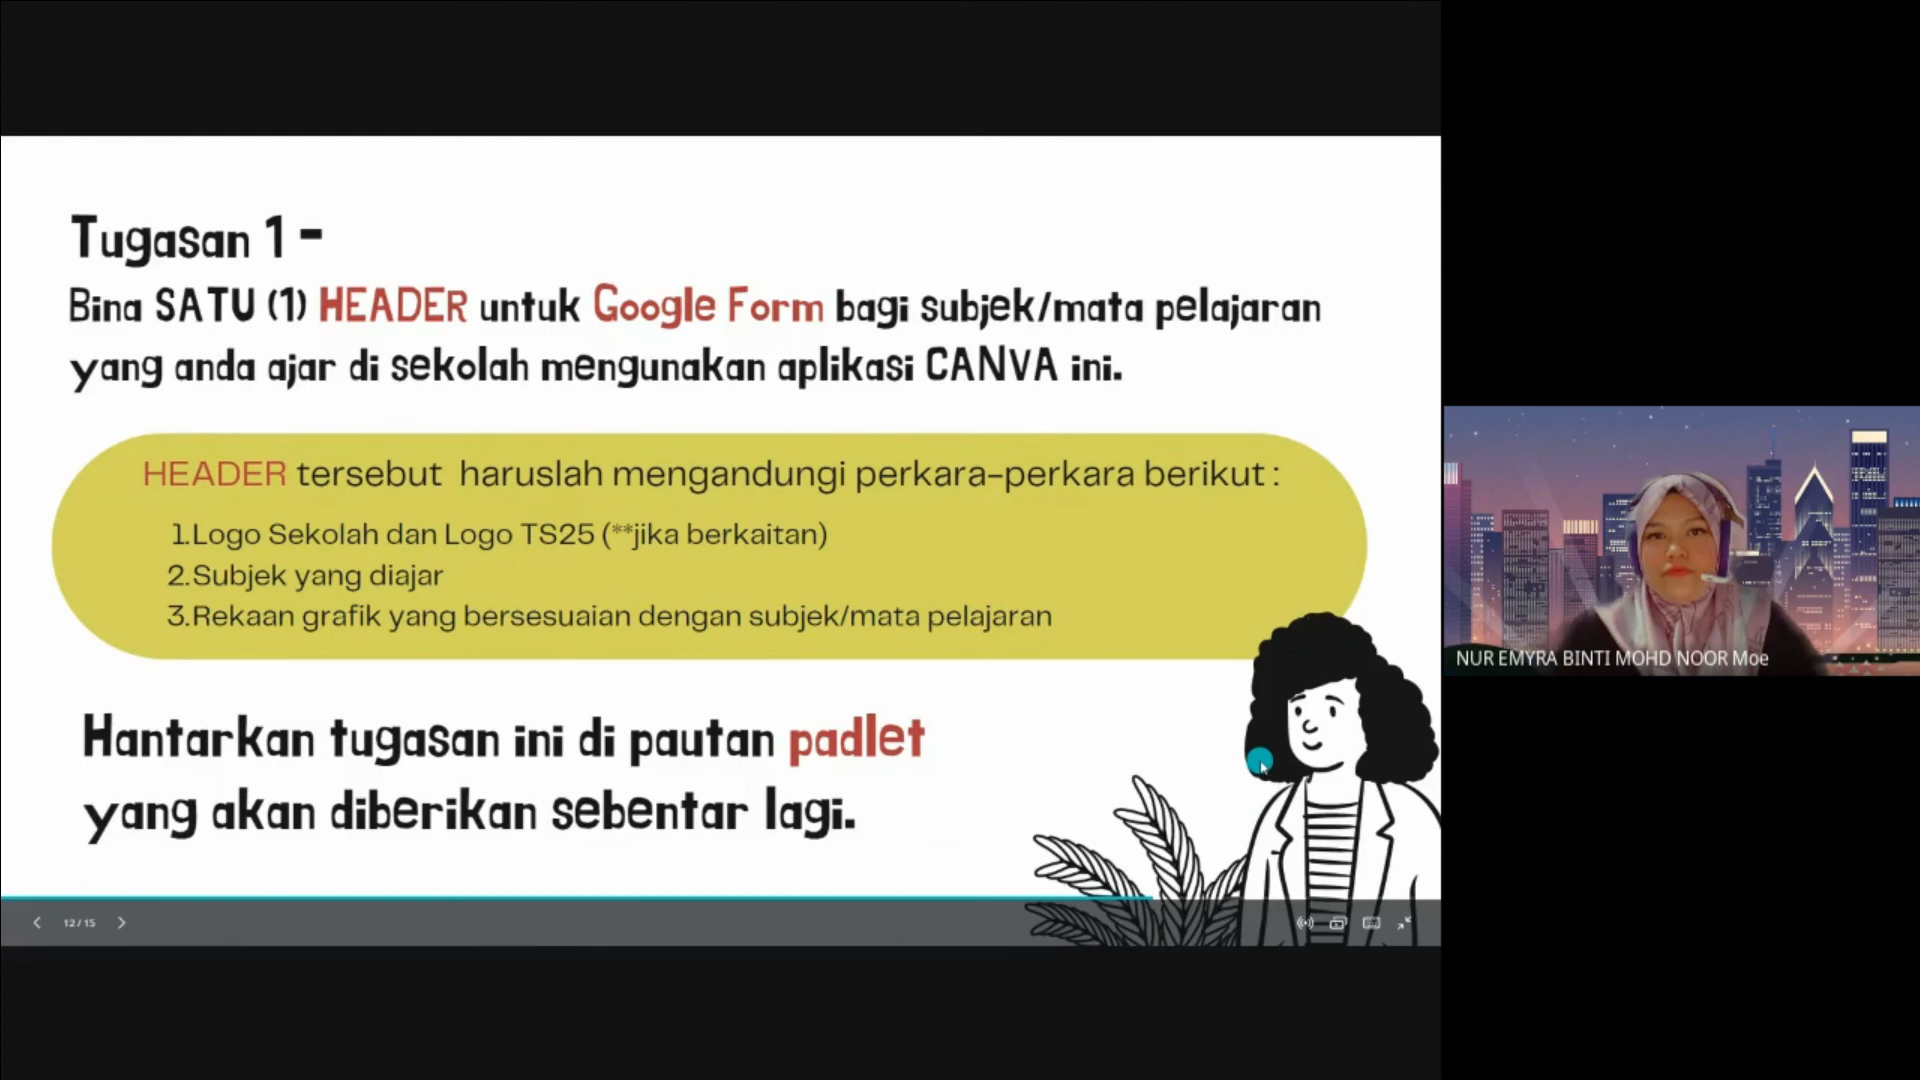 Tugasan 1 -
Bina SATU (1) HEADER untuk Google Form bagi subjek/mata pelajaran
yang anda ajar di sekolah mengunakan aplikasi CANVA ini.
HEADER tersebut haruslah mengandungi perkara-perkara berikut :
1.Logo Sekolah dan Logo TS25 (**jika berkaitan)
2.Subjek yang diajar
3.Rekaan grafik yang bersesuaian dengan subjek/mata pelajaran
Hantarkan tugasan ini di pautan padlet
yang akan diberikan sebentar lagi.
12 / 15
NUR EMYRA BINTI MOHD NOOR Moe